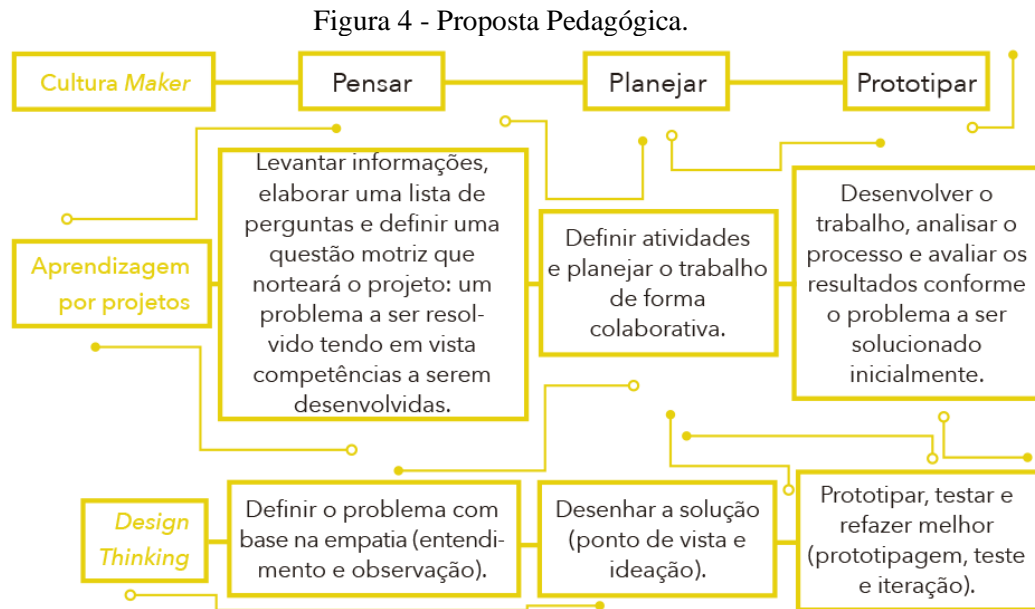 Figura 4 - Proposta Pedagógica.
Cultura Maker
Pensar
Planejar
Prototipar
Aprendizagem
por projetos
Levantar informações,
elaborar uma lista de
perguntas e definir uma
questão motriz que
norteará o projeto: um
problema a ser resol-
vido tendo em vista
competências a serem
desenvolvidas.
Definir atividades
e planejar o trabalho
de forma
colaborativa.
Desenvolver o
trabalho, analisar o
processo e avaliar os
resultados conforme
o problema a ser
solucionado
inicialmente.
Design
Thinking
Definir o problema com
base na empatia (entendi-
mento e observação).
Desenhar a solução
(ponto de vista e
ideação).
Prototipar, testar e
refazer melhor
(prototipagem, teste
e iteração).